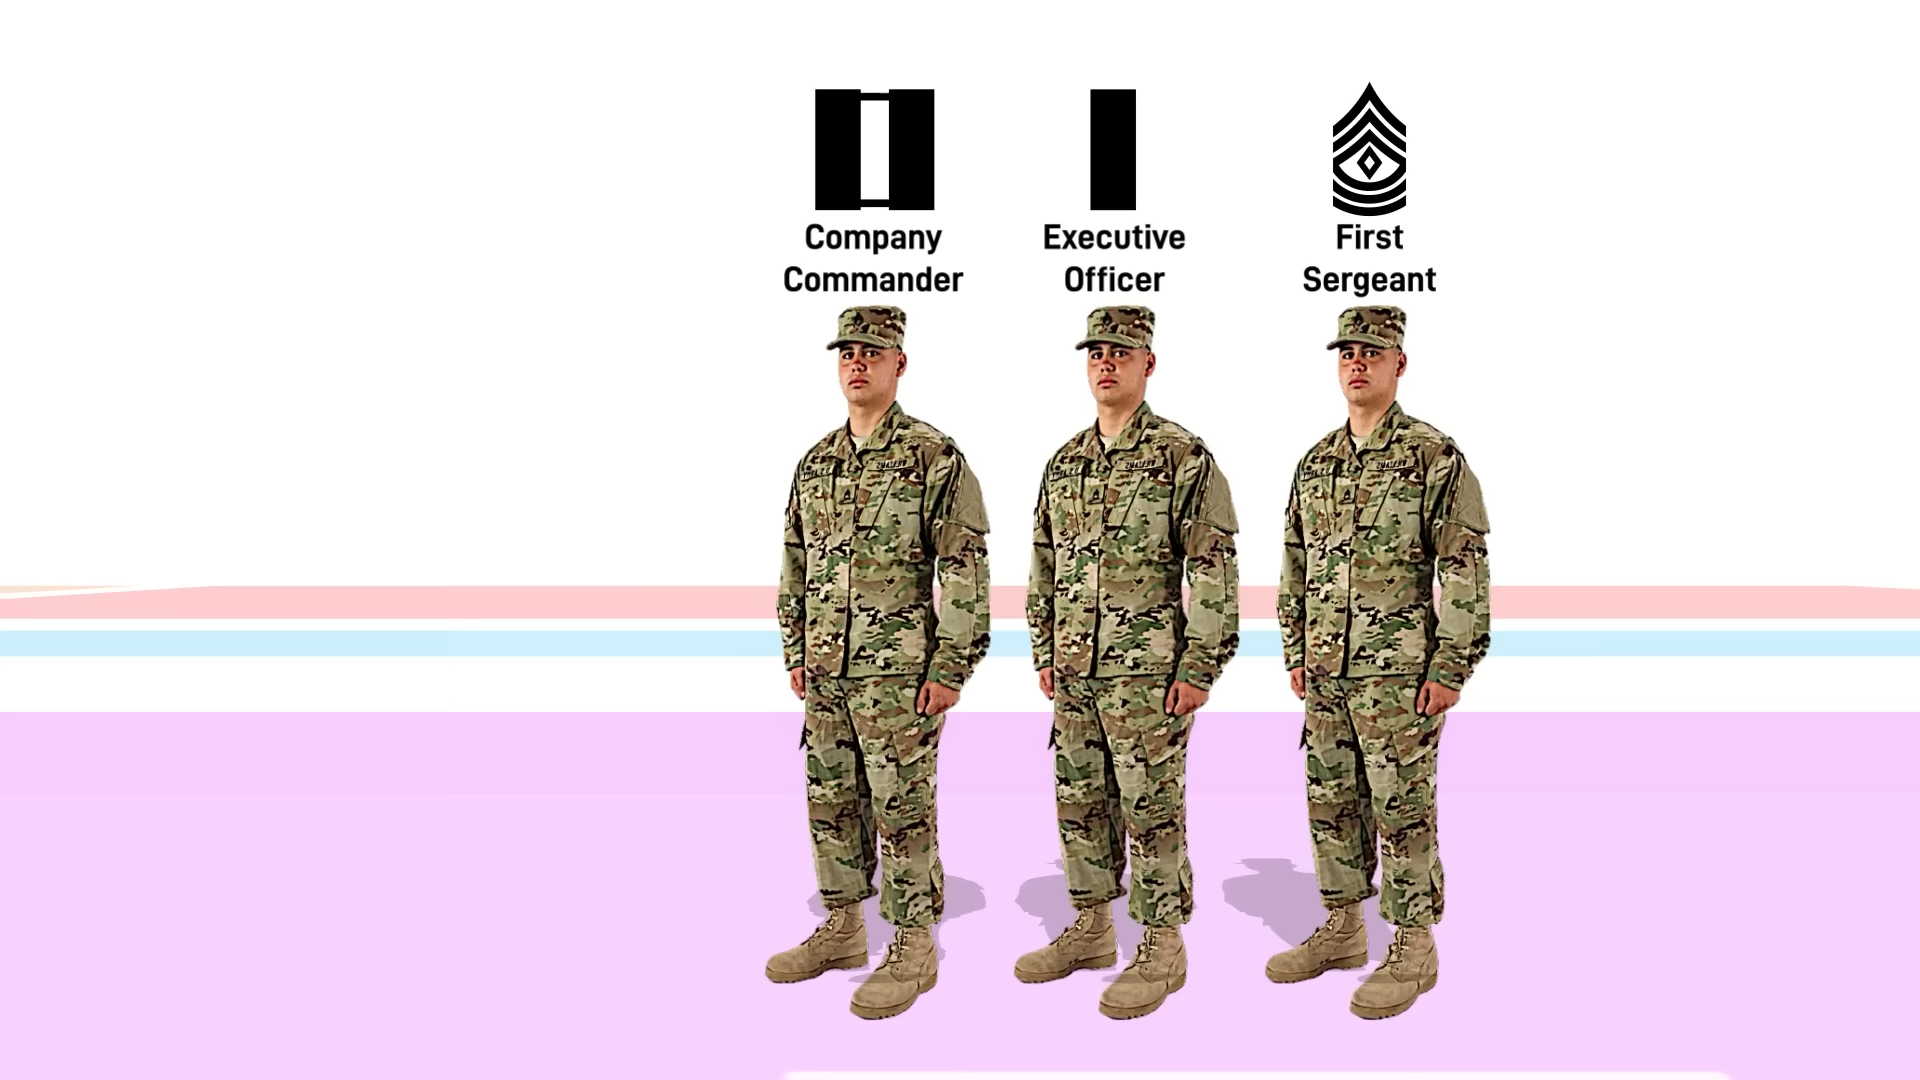 Company
Commander
Executive
Officer
First
Sergeant